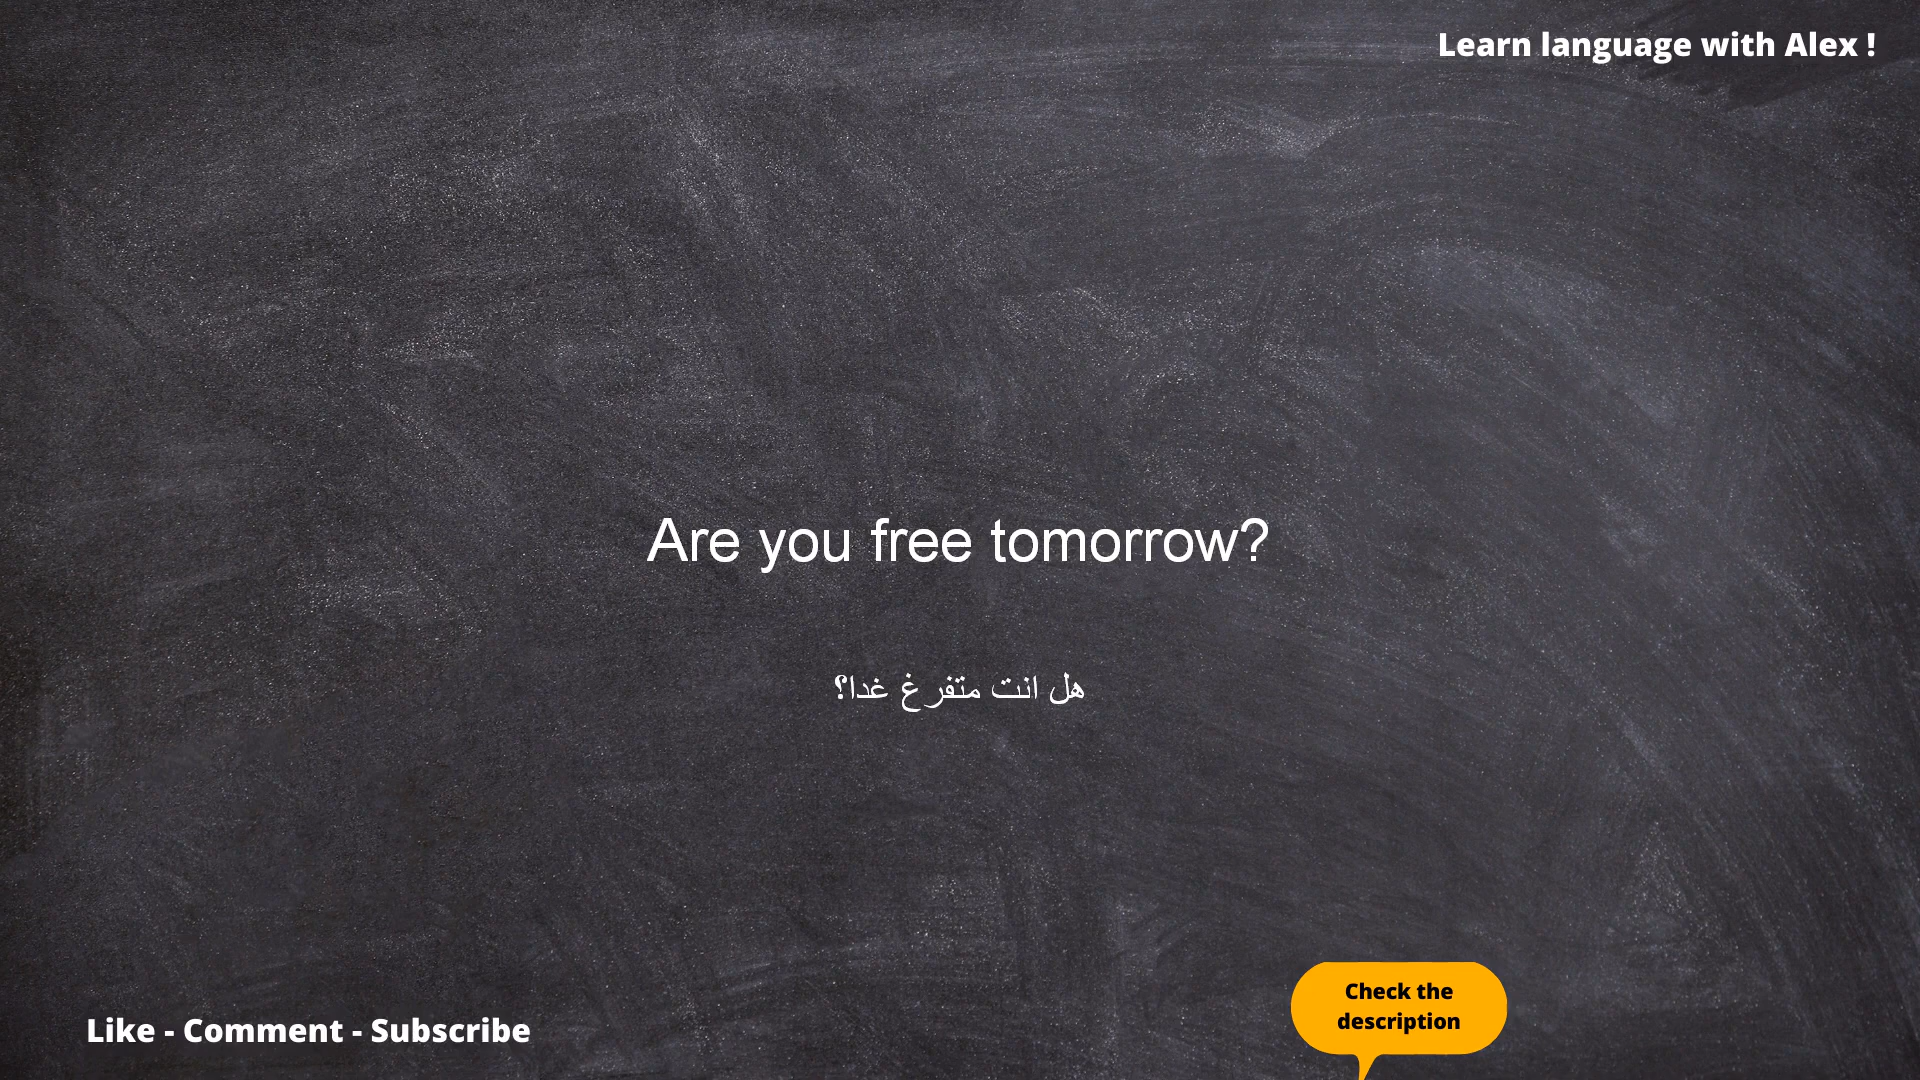 Learn language with Alex !
Are you free tomorrow?
هل انت متفرغ غدا؟
Check the
description
Like - Comment - Subscribe